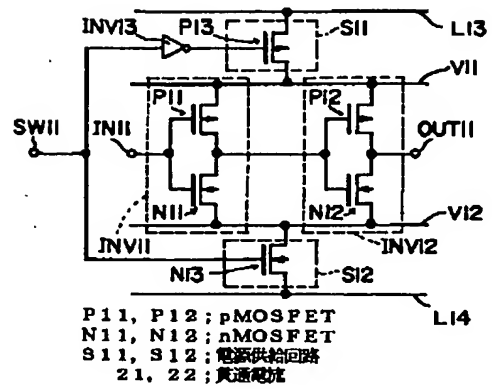 INV13 P13 S11 L13
V11
P11 P12
SW11 IN11 OUT11
N11 N12
V12
INV11 INV12
N13 S12
L14
P11, P12 ; pMOSFET
N11, N12 ; nMOSFET
S11, S12 ; 電源供給回路
21, 22 ; 貫通電流